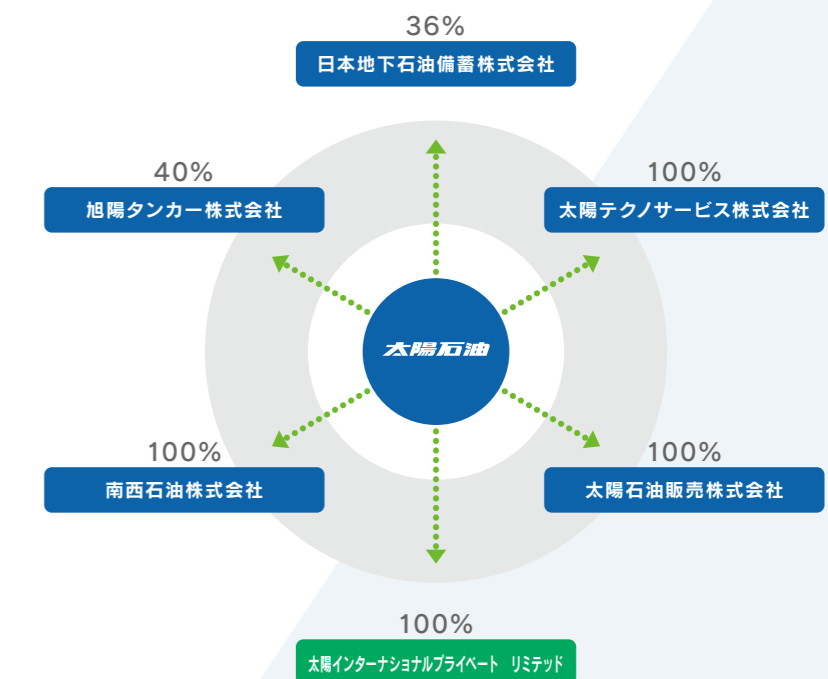 36%
日本地下石油備蓄株式会社
40%
旭陽タンカー株式会社
100%
太陽テクノサービス株式会社
太陽石油
100%
南西石油株式会社
100%
太陽石油販売株式会社
100%
太陽インターナショナルプライベート　リミテッド